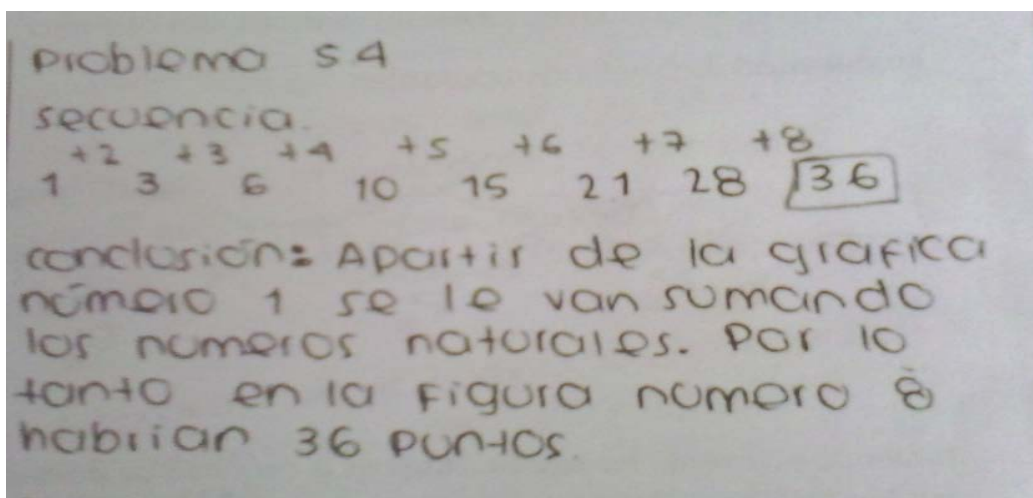 Problema 54
secuencia.
+2 +3 +4 +5 +6 +7 +8
1 3 6 10 15 21 28 36
conclusión: Apartir de la grafica
número 1 se le van sumando
los numeros naturales. Por lo
tanto en la Figura numero 8
habrian 36 puntos.